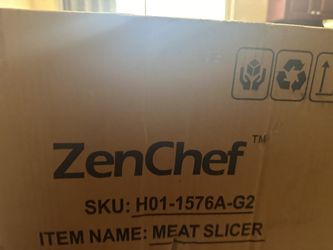 ZenChef™
SKU: H01-1576A-G2
ITEM NAME: MEAT SLICER